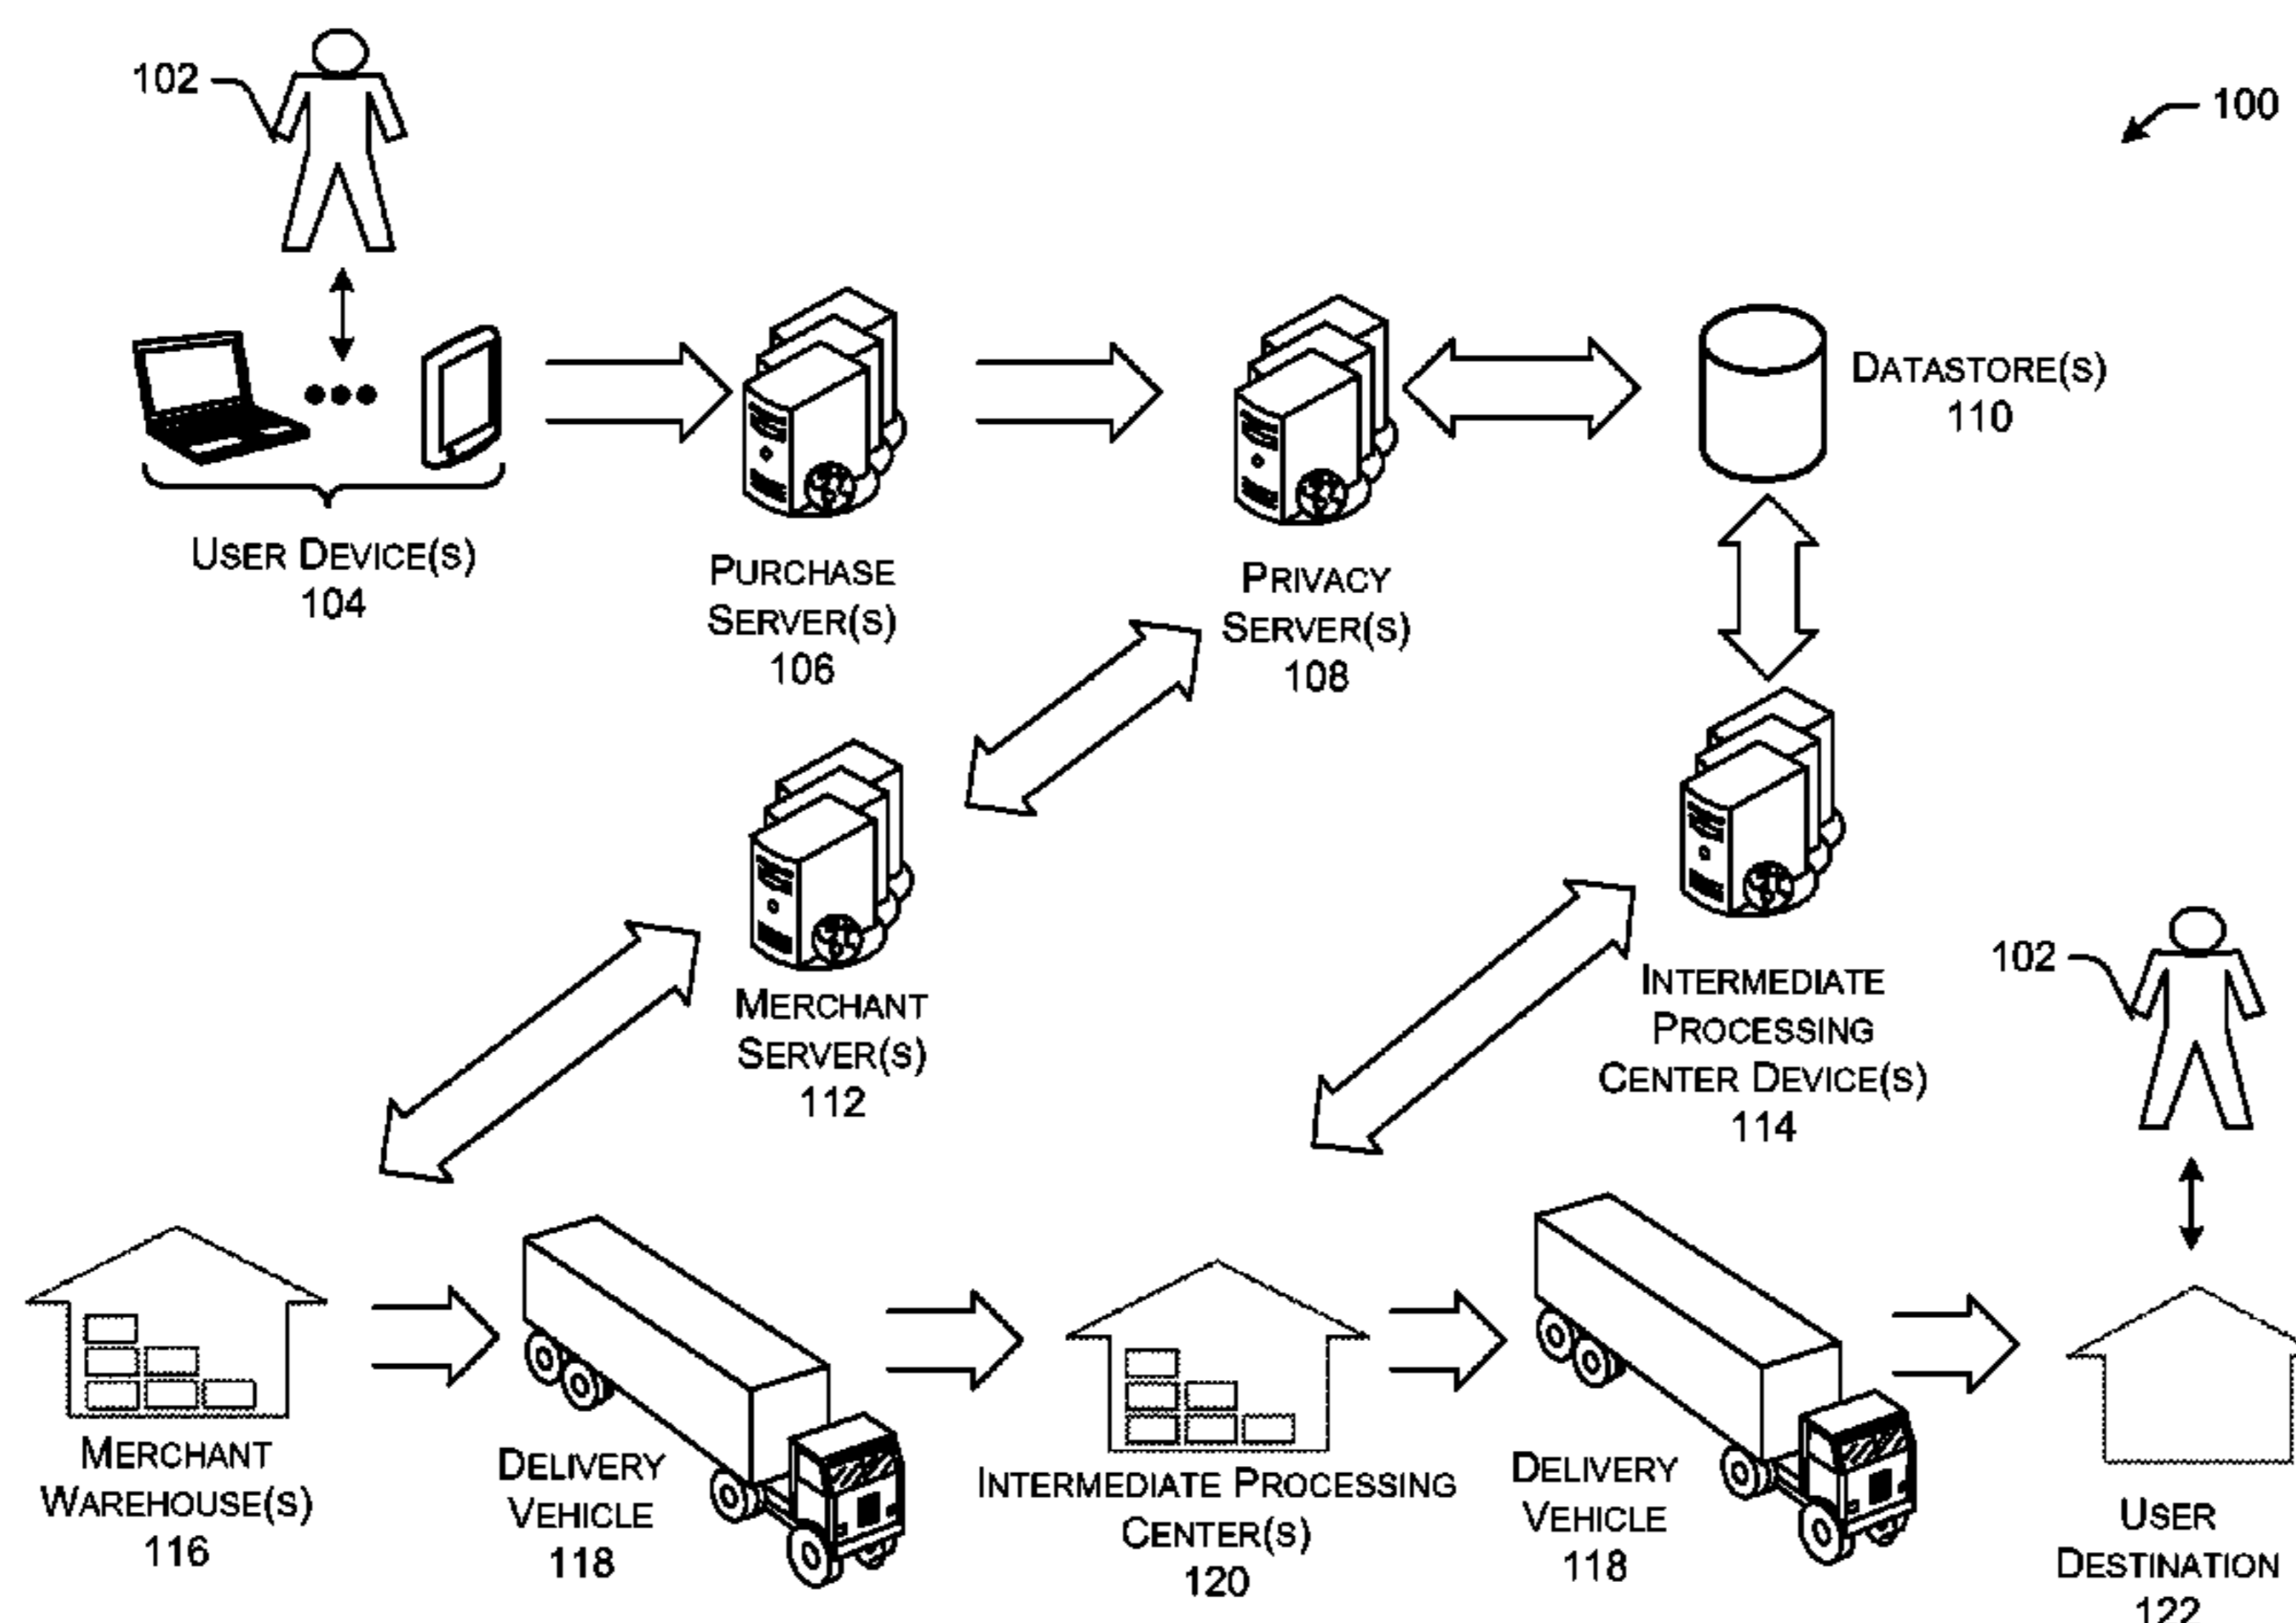 102
100
DATASTORE(S)
110
USER DEVICE(S)
104
PURCHASE
SERVER(S)
106
PRIVACY
SERVER(S)
108
MERCHANT
SERVER(S)
112
INTERMEDIATE
PROCESSING
CENTER DEVICE(S)
114
102
MERCHANT
WAREHOUSE(S)
116
DELIVERY
VEHICLE
118
INTERMEDIATE PROCESSING
CENTER(S)
120
DELIVERY
VEHICLE
118
USER
DESTINATION
122